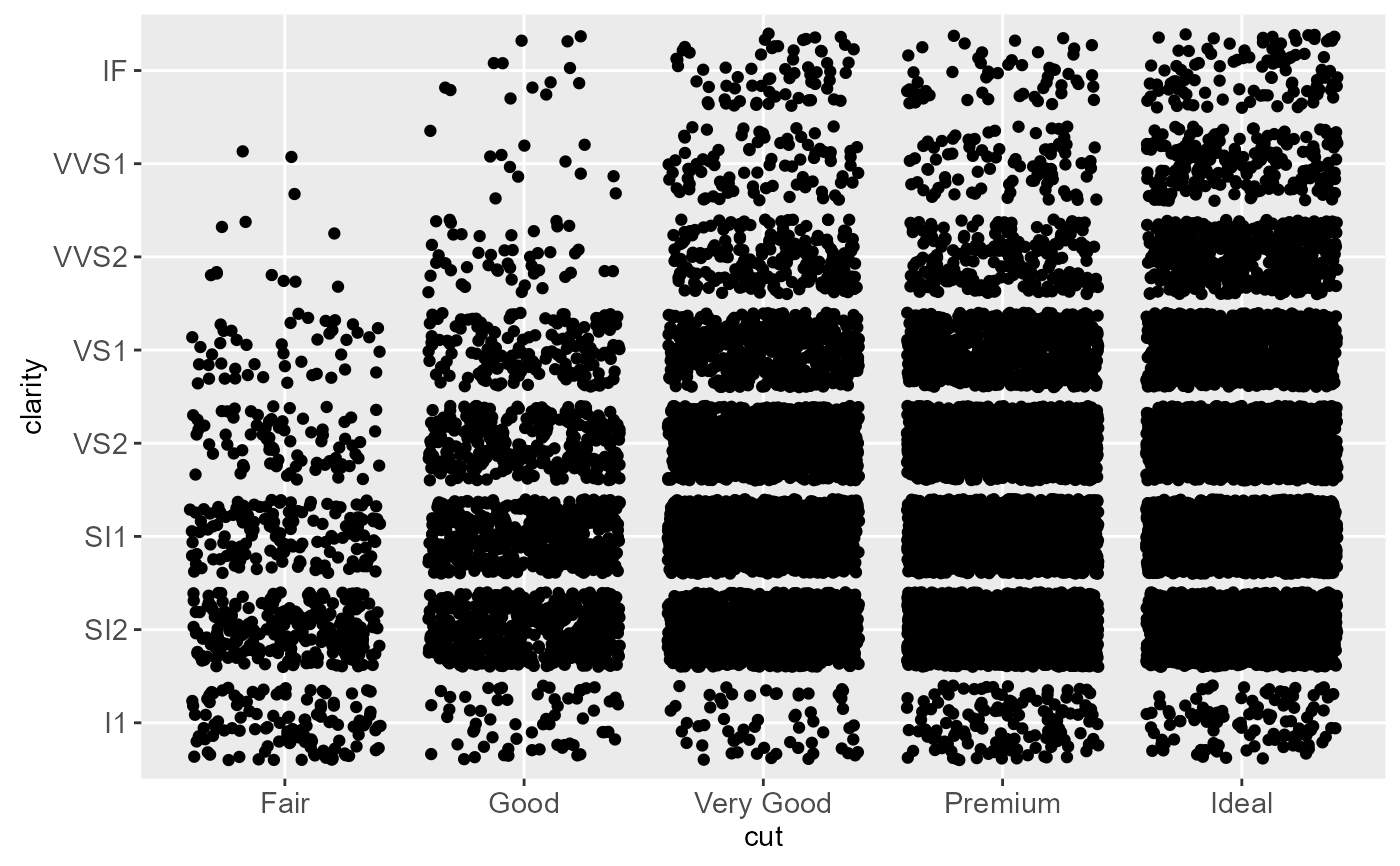 clarity
IF
VVS1
VVS2
VS1
VS2
SI1
SI2
I1
Fair Good Very Good Premium Ideal
cut